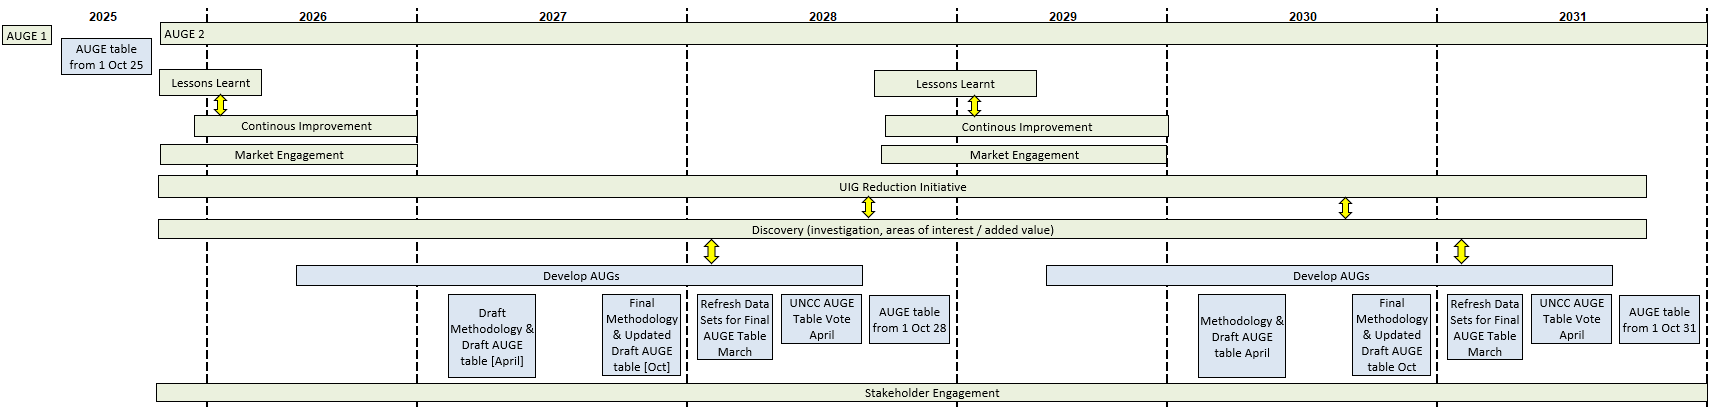 2025
2026
2027
2028
2029
2030
2031
AUGE 1
AUGE 2
AUGE table
from 1 Oct 25
Lessons Learnt
Lessons Learnt
Continous Improvement
Continous Improvement
Market Engagement
Market Engagement
UIG Reduction Initiative
Discovery (investigation, areas of interest / added value)
Develop AUGs
Develop AUGs
Draft
Methodology &
Draft AUGE
table [April]
Final
Methodology
& Updated
Draft AUGE
table [Oct]
Refresh Data
Sets for Final
AUGE Table
March
UNCC AUGE
Table Vote
April
AUGE table
from 1 Oct 28
Methodology &
Draft AUGE
table April
Final
Methodology
& Updated
Draft AUGE
table Oct
Refresh Data
Sets for Final
AUGE Table
March
UNCC AUGE
Table Vote
April
AUGE table
from 1 Oct 31
Stakeholder Engagement